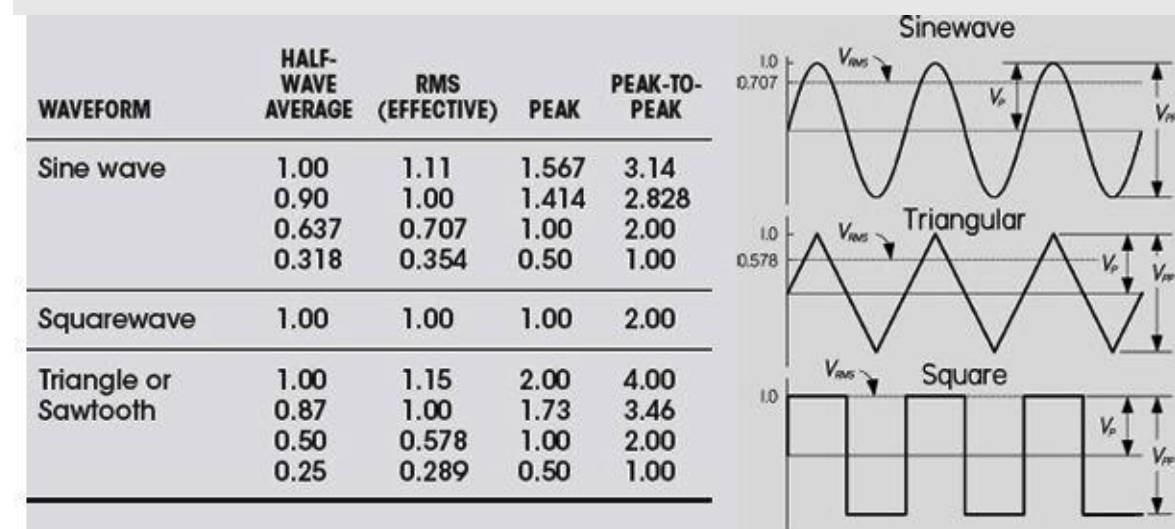 HALF-
WAVE RMS PEAK-TO-
WAVEFORM AVERAGE (EFFECTIVE) PEAK PEAK
Sine wave 1.00 1.11 1.567 3.14
0.90 1.00 1.414 2.828
0.637 0.707 1.00 2.00
0.318 0.354 0.50 1.00
Squarewave 1.00 1.00 1.00 2.00
Triangle or 1.00 1.15 2.00 4.00
Sawtooth 0.87 1.00 1.73 3.46
0.50 0.578 1.00 2.00
0.25 0.289 0.50 1.00
Sinewave
1.0 VRMS
0.707
VP VPP
Triangular
1.0 VRMS
0.578
VP VPP
Square
VRMS
1.0
VP VPP